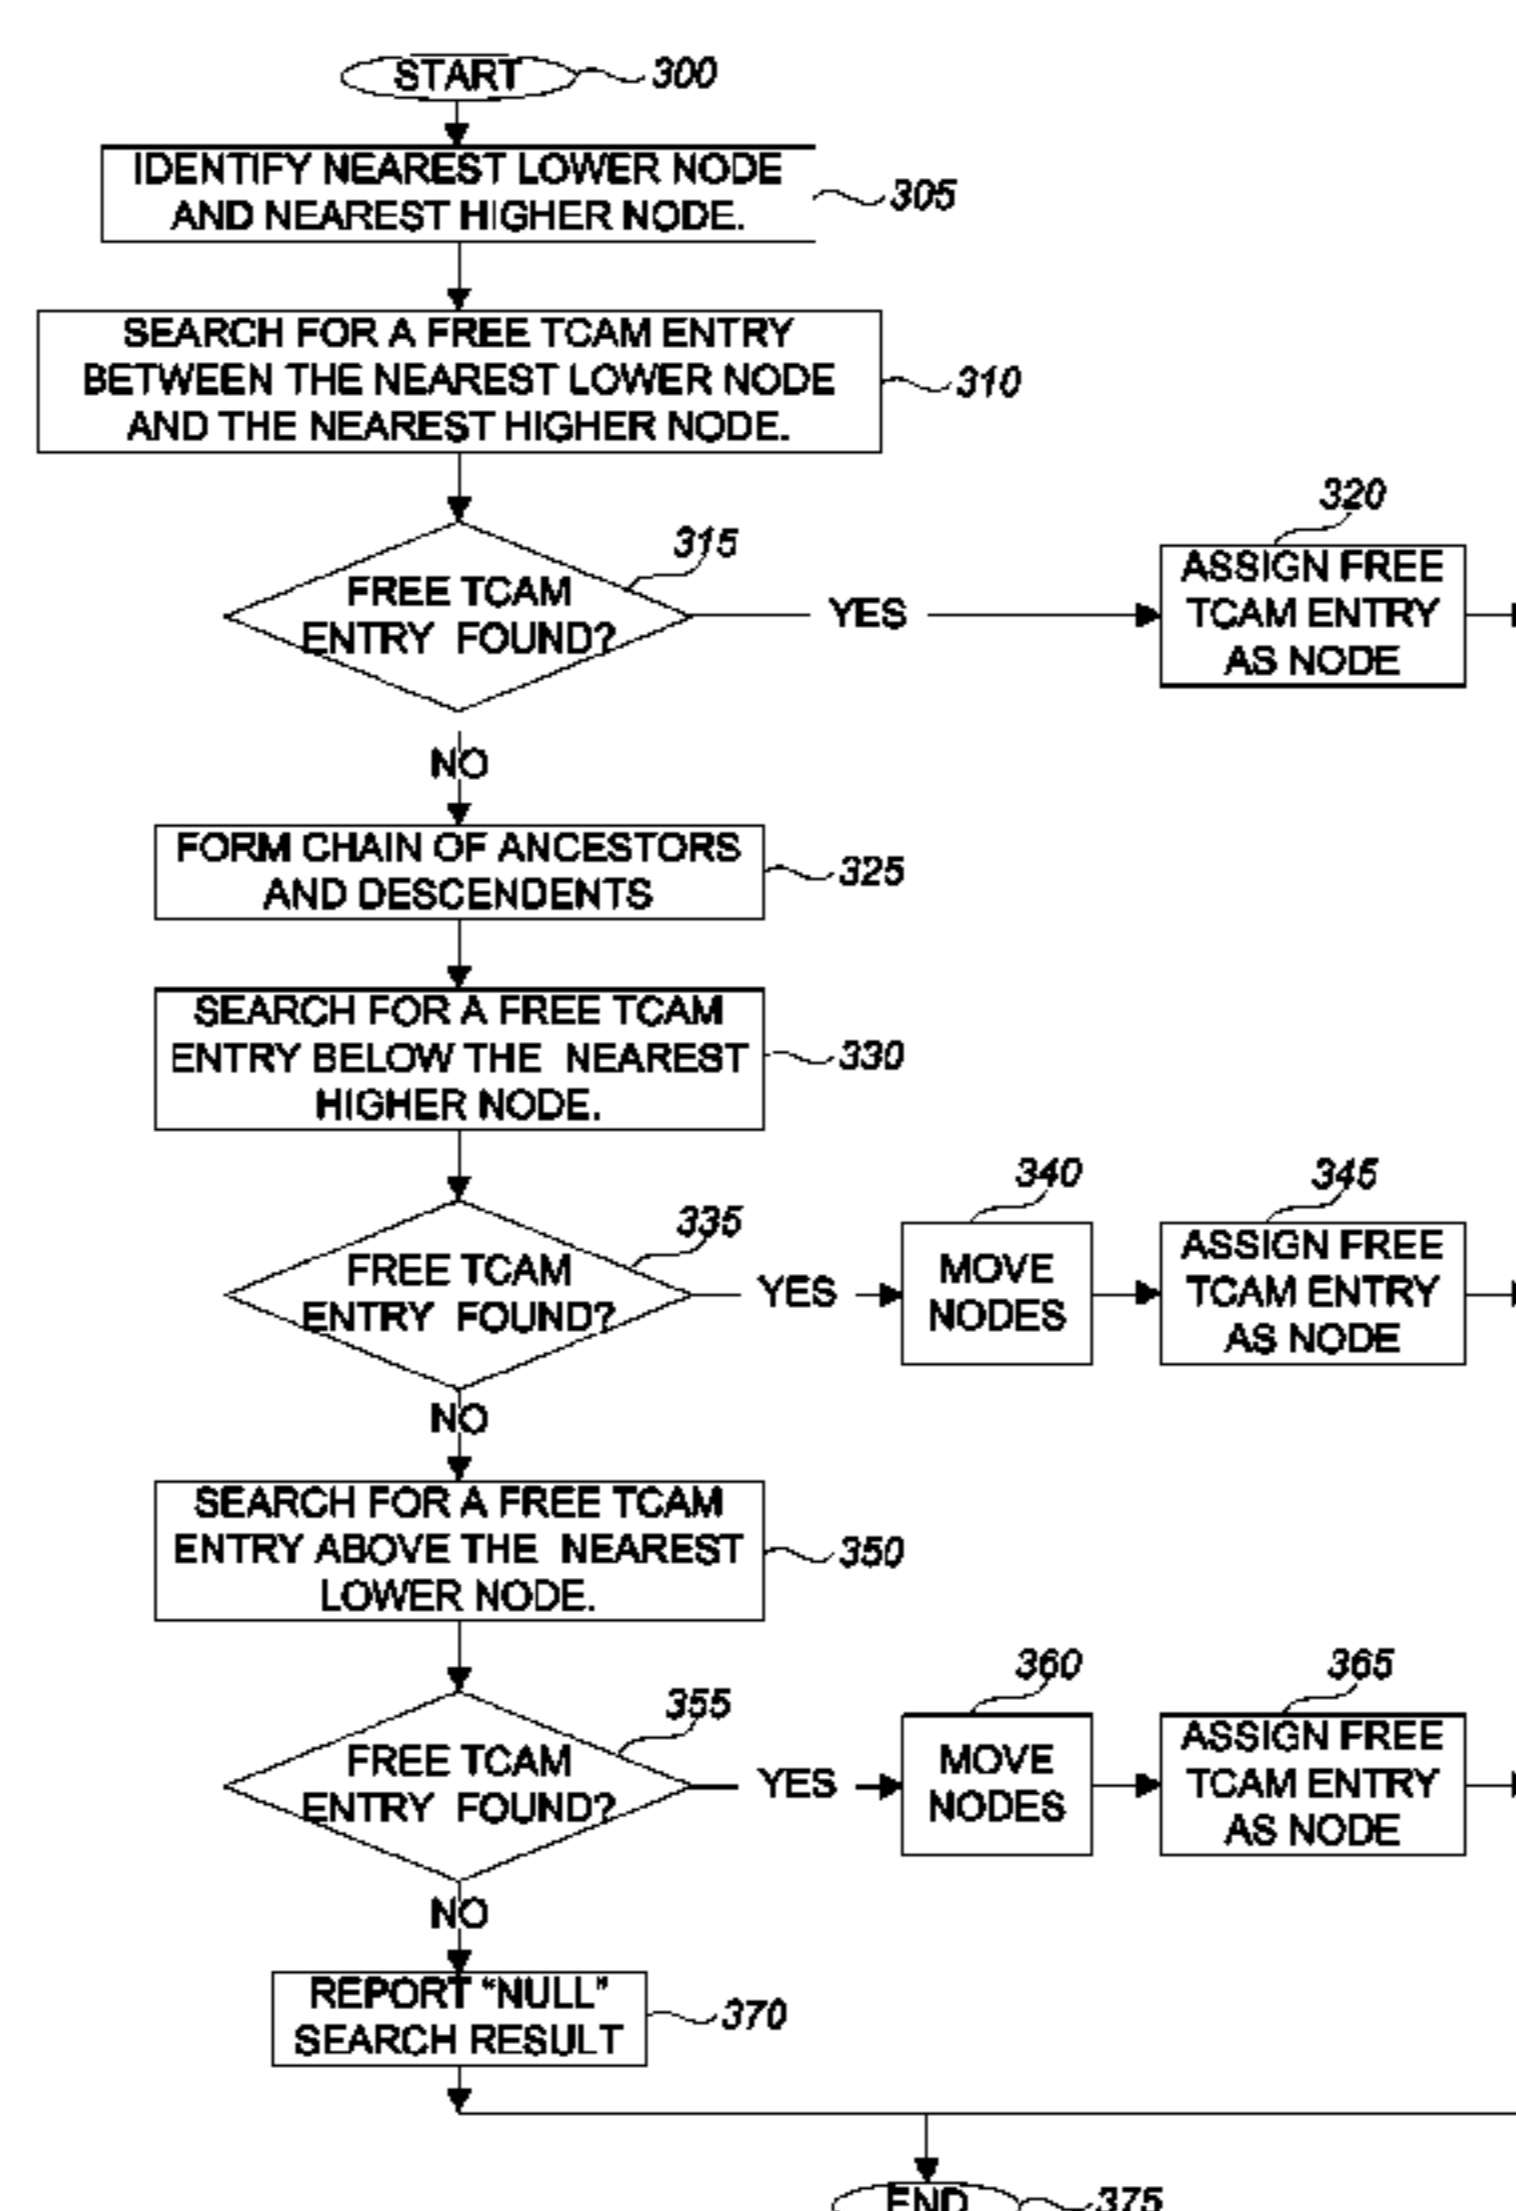 START
300
IDENTIFY NEAREST LOWER NODE
AND NEAREST HIGHER NODE.
305
SEARCH FOR A FREE TCAM ENTRY
BETWEEN THE NEAREST LOWER NODE
AND THE NEAREST HIGHER NODE.
310
FREE TCAM
ENTRY FOUND?
315
YES
320
ASSIGN FREE
TCAM ENTRY
AS NODE
NO
FORM CHAIN OF ANCESTORS
AND DESCENDENTS
325
SEARCH FOR A FREE TCAM
ENTRY BELOW THE NEAREST
HIGHER NODE.
330
FREE TCAM
ENTRY FOUND?
335
YES
340
MOVE
NODES
345
ASSIGN FREE
TCAM ENTRY
AS NODE
NO
SEARCH FOR A FREE TCAM
ENTRY ABOVE THE NEAREST
LOWER NODE.
350
FREE TCAM
ENTRY FOUND?
355
YES
360
MOVE
NODES
365
ASSIGN FREE
TCAM ENTRY
AS NODE
NO
REPORT “NULL”
SEARCH RESULT
370
END
375